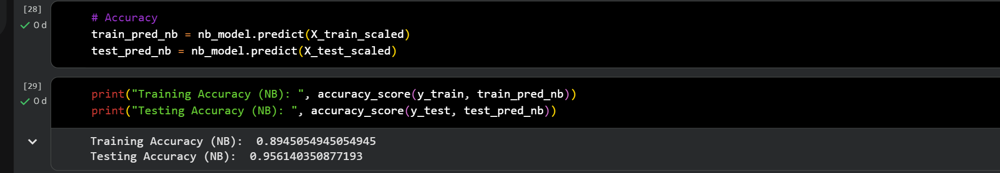 [28]
0 d
# Accuracy
train_pred_nb = nb_model.predict(X_train_scaled)
test_pred_nb = nb_model.predict(X_test_scaled)
[29]
0 d
print("Training Accuracy (NB): ", accuracy_score(y_train, train_pred_nb))
print("Testing Accuracy (NB): ", accuracy_score(y_test, test_pred_nb))
Training Accuracy (NB):  0.8945054945054945
Testing Accuracy (NB):  0.956140350877193